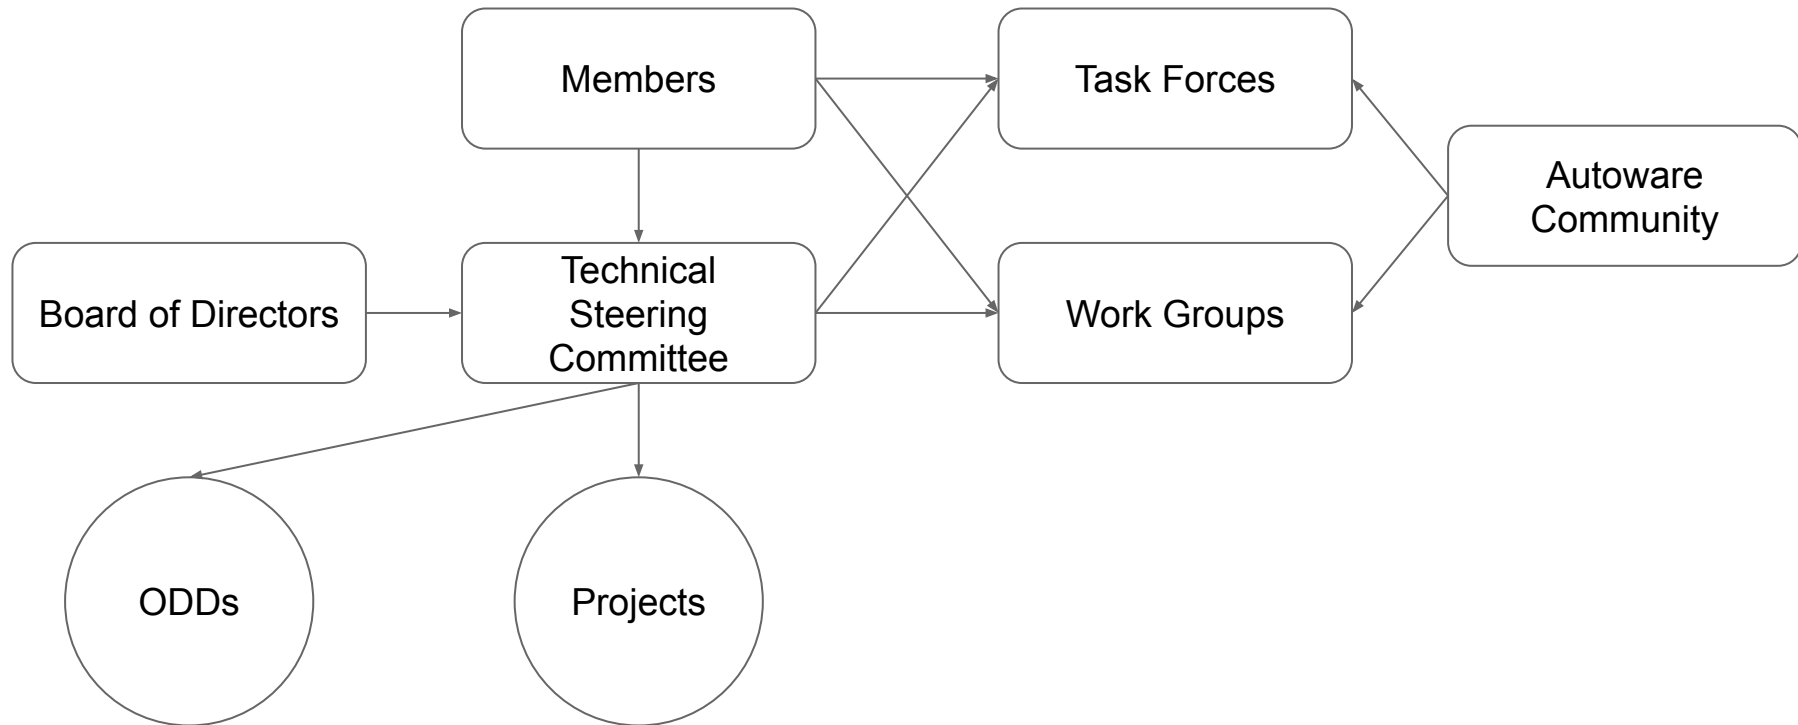 Members
Task Forces
Autoware
Community
Board of Directors
Technical
Steering
Committee
Work Groups
ODDs
Projects